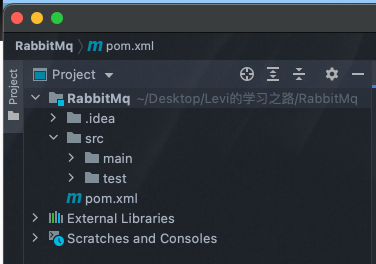 RabbitMq pom.xml
Project
Project
RabbitMq ~/Desktop/Levi的学习之路/RabbitMq
.idea
src
main
test
pom.xml
External Libraries
Scratches and Consoles